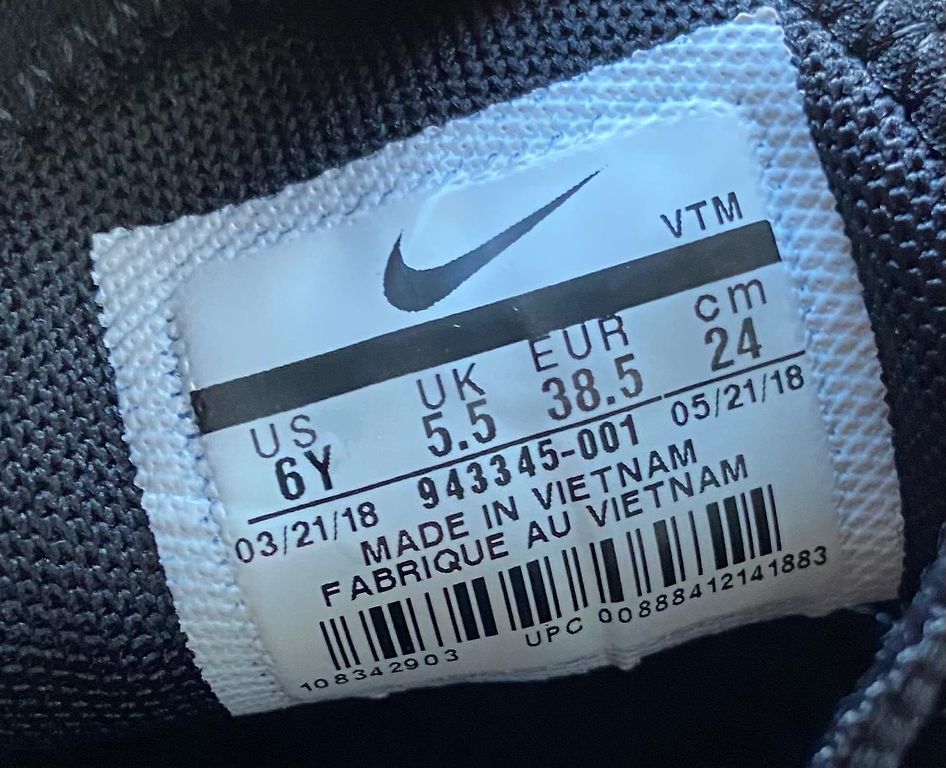 VTM
US UK EUR cm
6Y 5.5 38.5 24
03/21/18 943345-001 05/21/18
MADE IN VIETNAM
FABRIQUE AU VIETNAM
108342903 UPC 00888412141883